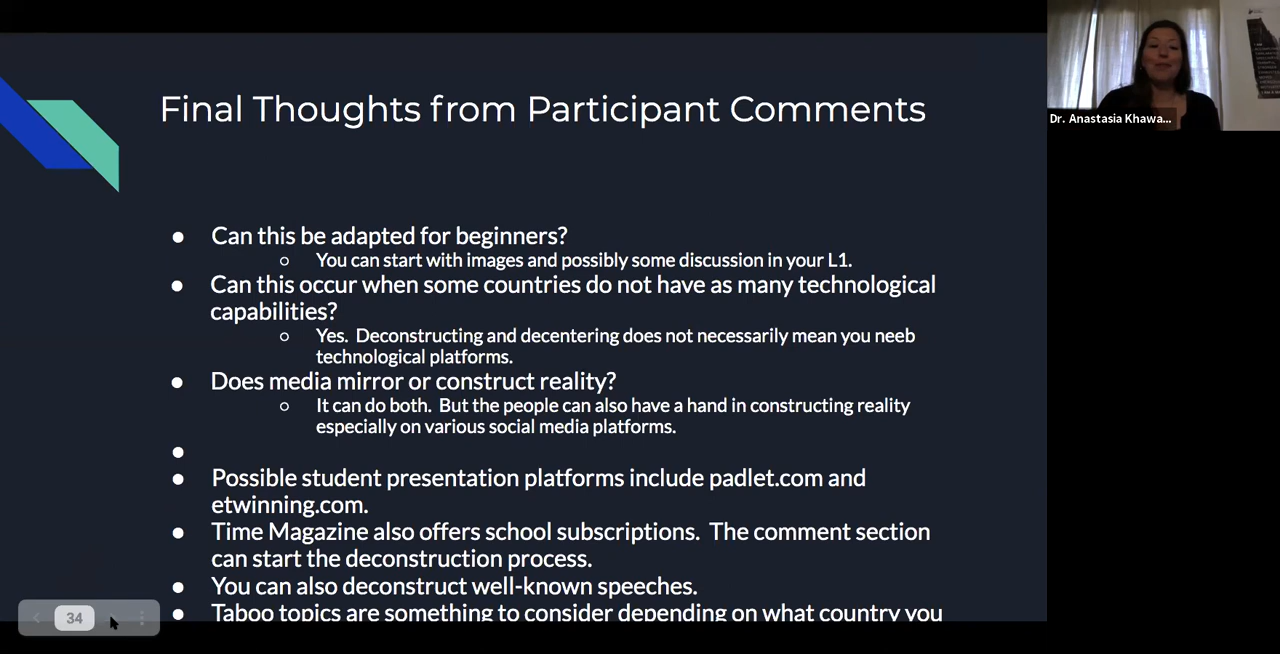 Final Thoughts from Participant Comments
Dr. Anastasia Khawa...
● Can this be adapted for beginners?
○ You can start with images and possibly some discussion in your L1.
● Can this occur when some countries do not have as many technological
capabilities?
○ Yes. Deconstructing and decentering does not necessarily mean you neeb
technological platforms.
● Does media mirror or construct reality?
○ It can do both. But the people can also have a hand in constructing reality
especially on various social media platforms.
●
● Possible student presentation platforms include padlet.com and
etwinning.com.
● Time Magazine also offers school subscriptions. The comment section
can start the deconstruction process.
● You can also deconstruct well-known speeches.
● Taboo topics are something to consider depending on what country you
34